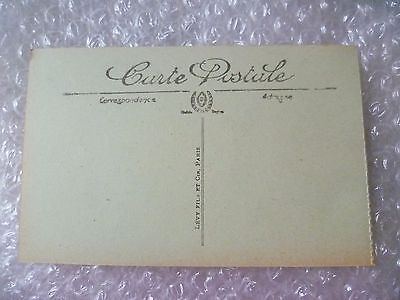 Carte Postale
Correspondance Adresse
LÉVY FILS ET CIE, PARIS